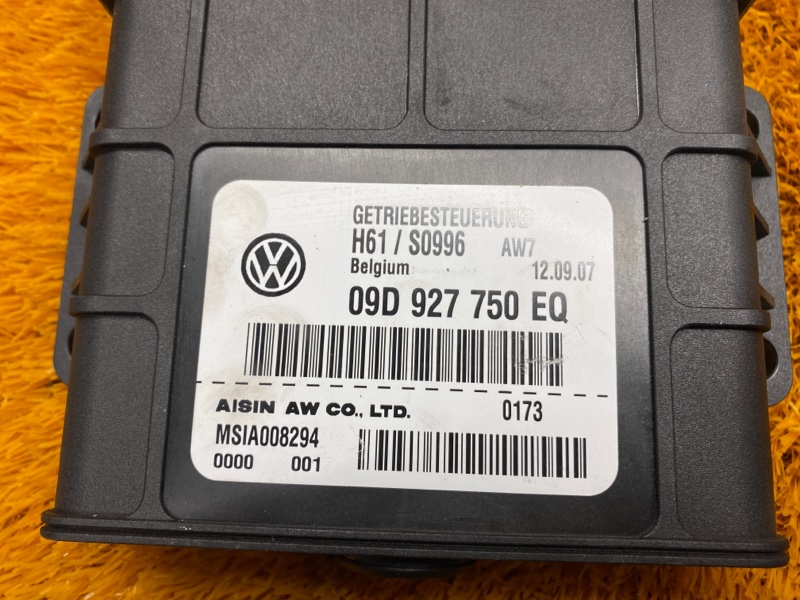 GETRIEBESTEUERUNG
H61 / S0996 AW7
Belgium 12.09.07
09D 927 750 EQ
AISIN AW CO., LTD. 0173
MSIA008294
0000 001